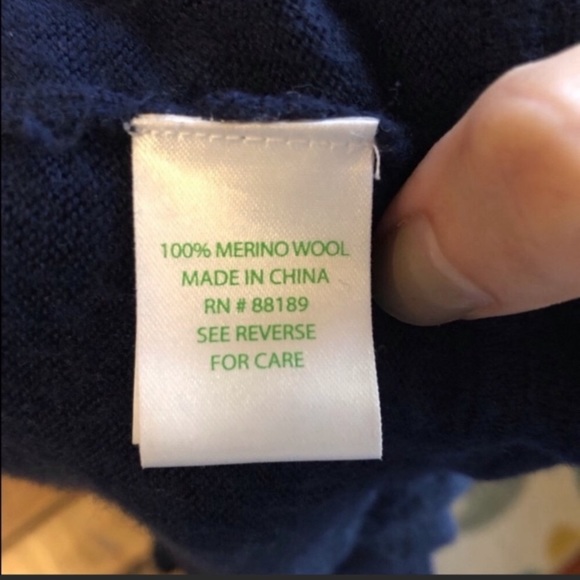 100% MERINO WOOL
MADE IN CHINA
RN # 88189
SEE REVERSE
FOR CARE